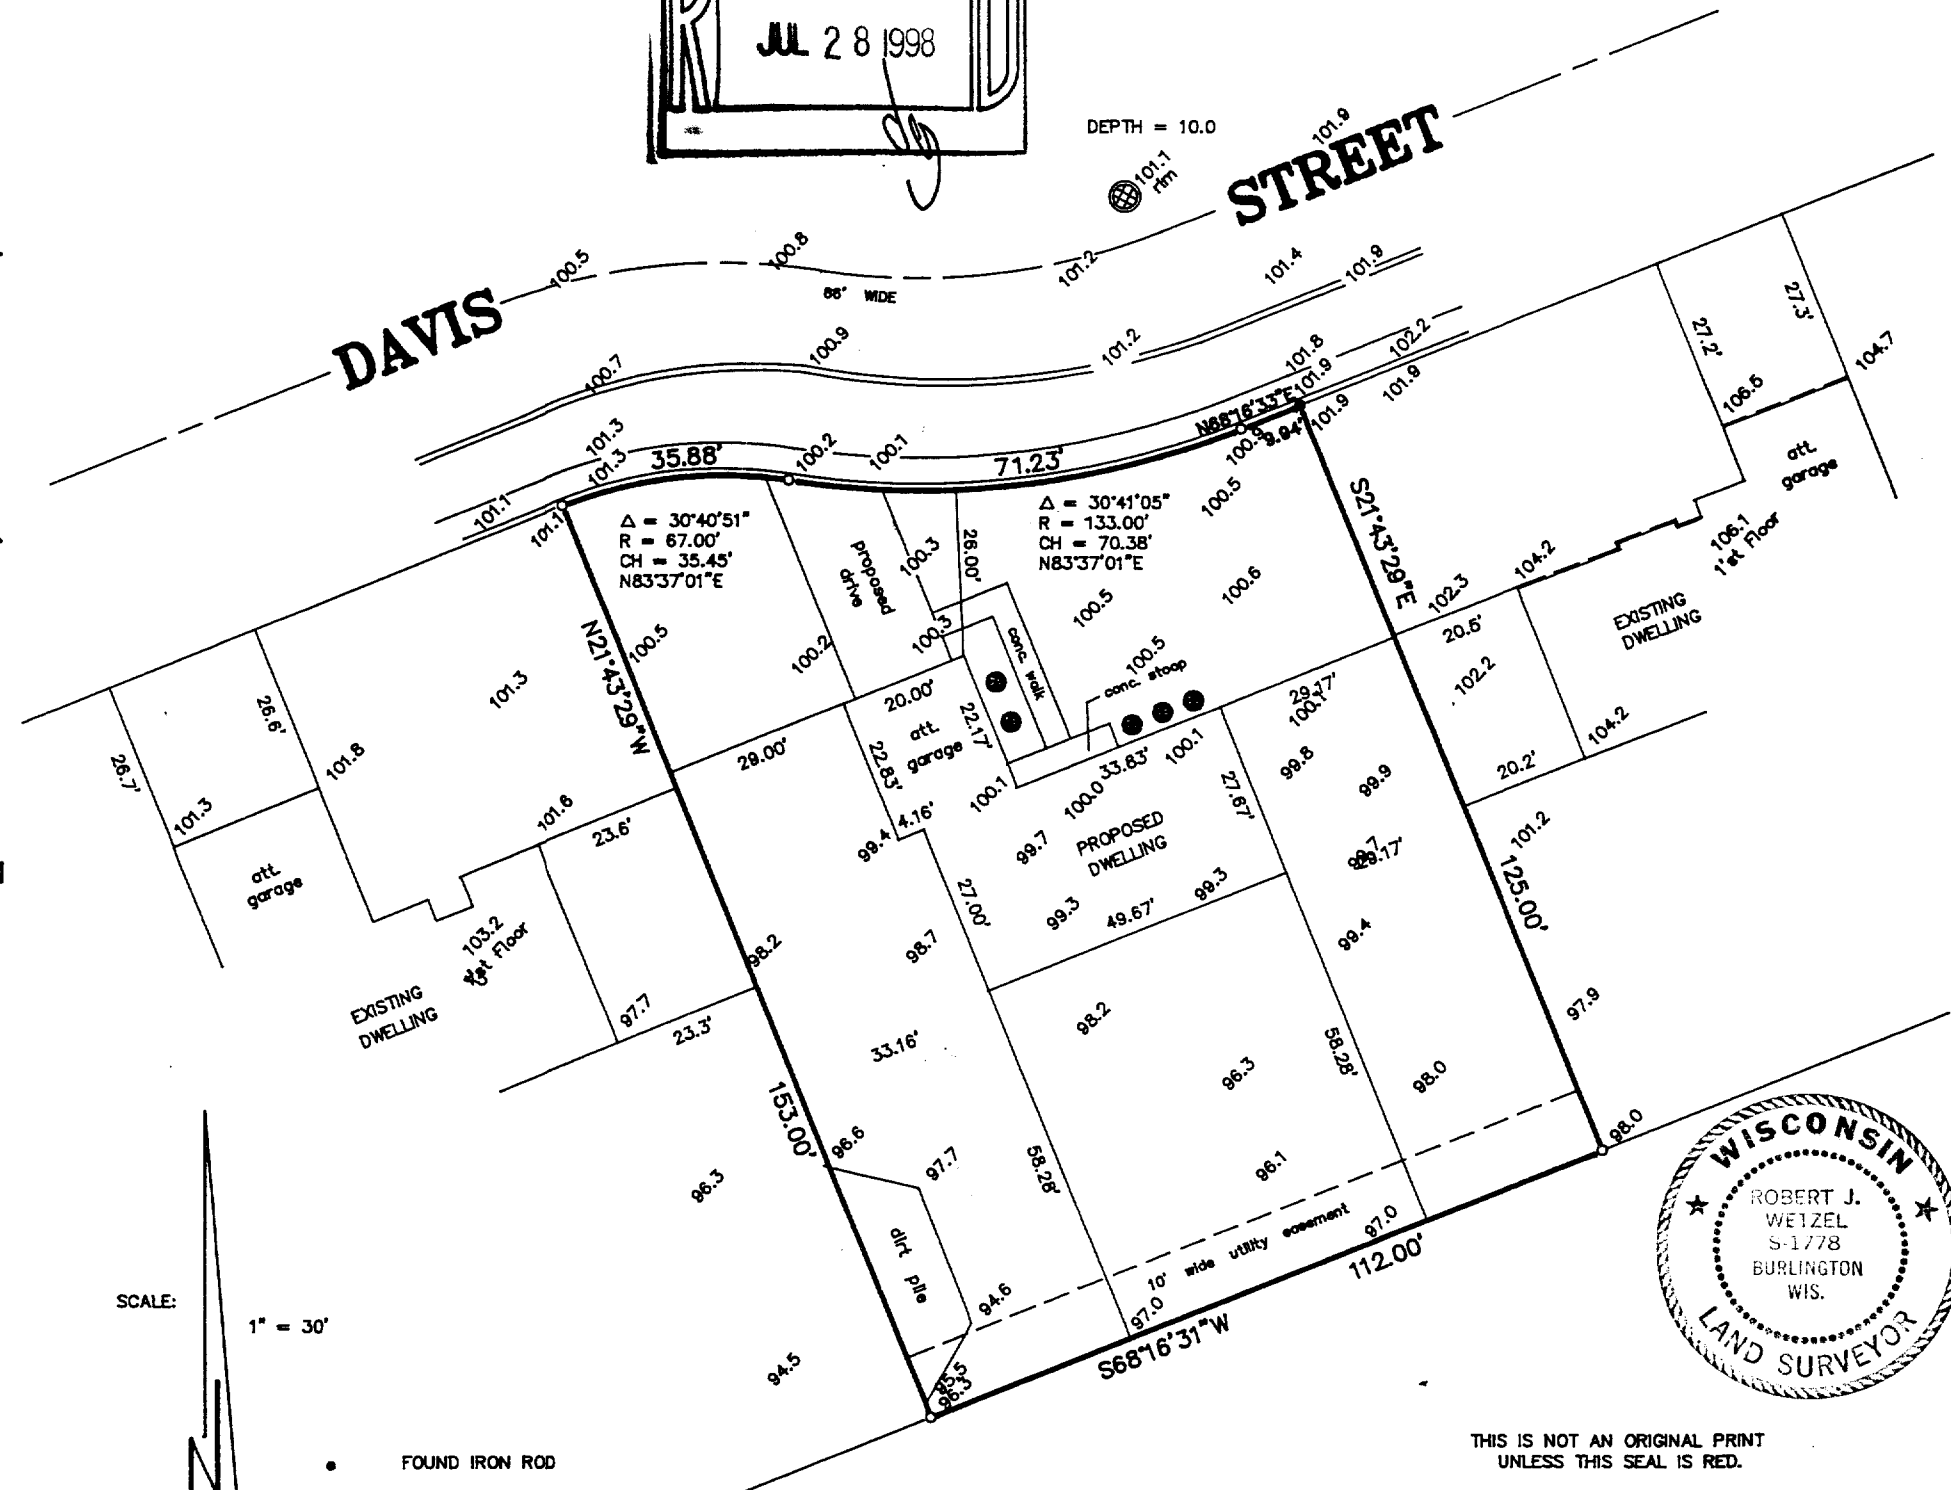 JUL 28 1998
DEPTH = 10.0
101.9
101.1
rim
DAVIS STREET
100.5
100.8
101.2
101.4
101.9
66' WIDE
100.7
100.9
101.2
101.8
102.2
101.3
101.3
101.1
101.1
35.88'
100.2
100.1
71.23'
N68°16'33"E
9.94'
100.9
101.9
101.9
101.9
27.2'
27.3'
106.5
104.7
att.
garage
Δ = 30°40'51"
R = 67.00'
CH = 35.45'
N83°37'01"E
Δ = 30°41'05"
R = 133.00'
CH = 70.38'
N83°37'01"E
100.5
S21°43'29"E
106.1
1'st Floor
104.2
102.3
20.5'
EXISTING
DWELLING
102.2
104.2
20.2'
proposed
drive
100.3
26.00'
100.3
100.2
conc. walk
100.5
100.6
100.5
conc. stoop
N21°43'29"W
100.5
101.3
26.6'
26.7'
101.3
101.8
101.6
23.6'
att.
garage
103.2
1'st Floor
EXISTING
DWELLING
97.7
23.3'
98.2
29.00'
20.00'
att.
garage
22.17'
22.83'
4.16'
99.4
100.1
100.0
33.83'
100.1
29.17'
100.1
99.8
99.9
27.67'
PROPOSED
DWELLING
99.7
99.7
29.17'
27.00'
99.3
49.67'
99.3
99.4
98.7
98.2
33.16'
96.3
58.28'
98.0
101.2
125.00'
97.9
98.0
153.00'
96.6
97.7
58.28'
96.1
96.3
dirt pile
94.6
94.5
95.5
96.3
10' wide utility easement
97.0
97.0
112.00'
S68°16'31"W
SCALE:
1" = 30'
N
FOUND IRON ROD
WISCONSIN
ROBERT J.
WETZEL
S-1778
BURLINGTON
WIS.
LAND SURVEYOR
THIS IS NOT AN ORIGINAL PRINT
UNLESS THIS SEAL IS RED.